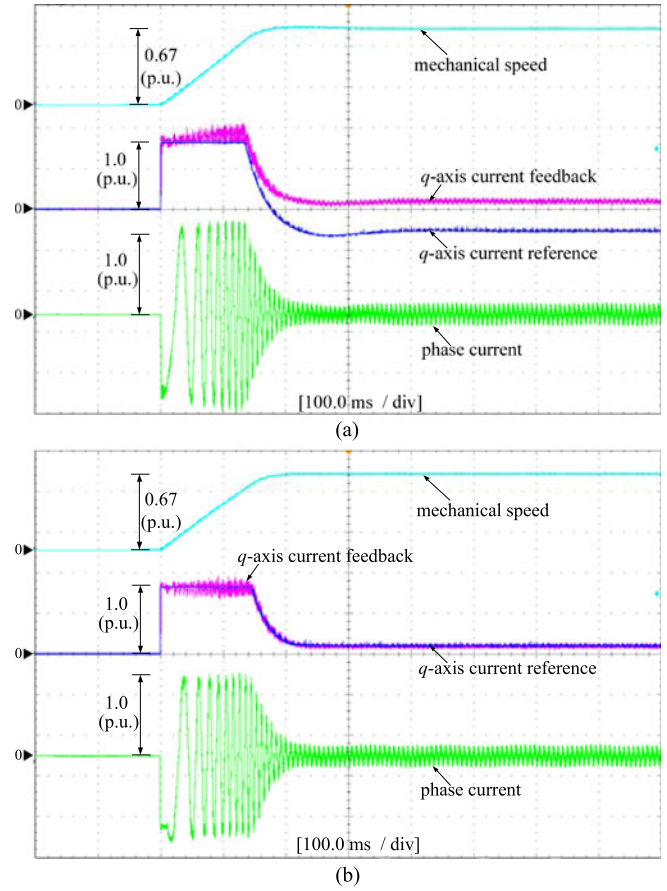 0.67
(p.u.)
mechanical speed
0
1.0
(p.u.)
q-axis current feedback
0
q-axis current reference
1.0
(p.u.)
0
phase current
[100.0 ms / div]
(a)
0.67
(p.u.)
mechanical speed
0
q-axis current feedback
1.0
(p.u.)
0
q-axis current reference
1.0
(p.u.)
0
phase current
[100.0 ms / div]
(b)